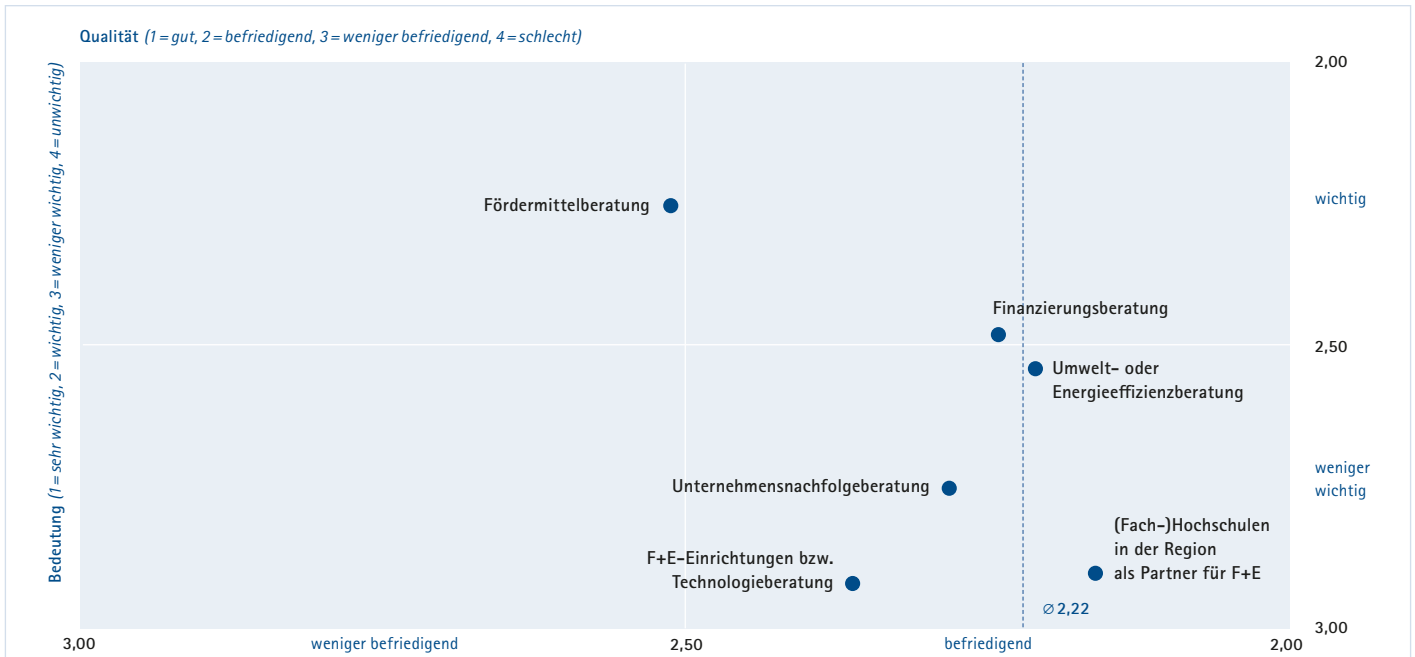 Qualität (1=gut, 2=befriedigend, 3=weniger befriedigend, 4=schlecht)
Bedeutung (1=sehr wichtig, 2=wichtig, 3=weniger wichtig, 4=unwichtig)
2,00
wichtig
Fördermittelberatung
Finanzierungsberatung
2,50
Umwelt- oder
Energieeffizienzberatung
weniger
wichtig
Unternehmensnachfolgeberatung
(Fach-)Hochschulen
in der Region
als Partner für F+E
F+E-Einrichtungen bzw.
Technologieberatung
∅ 2,22
3,00
3,00
weniger befriedigend
2,50
befriedigend
2,00